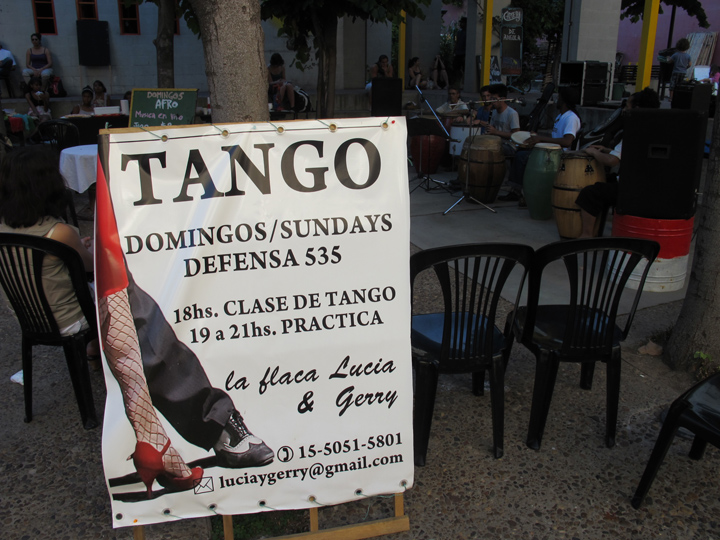 DOMINGOS
AFRO
TANGO
DOMINGOS/SUNDAYS
DEFENSA 535
18hs. CLASE DE TANGO
19 a 21hs. PRACTICA
la flaca Lucia
& Gerry
15-5051-5801
luciaygerry@gmail.com